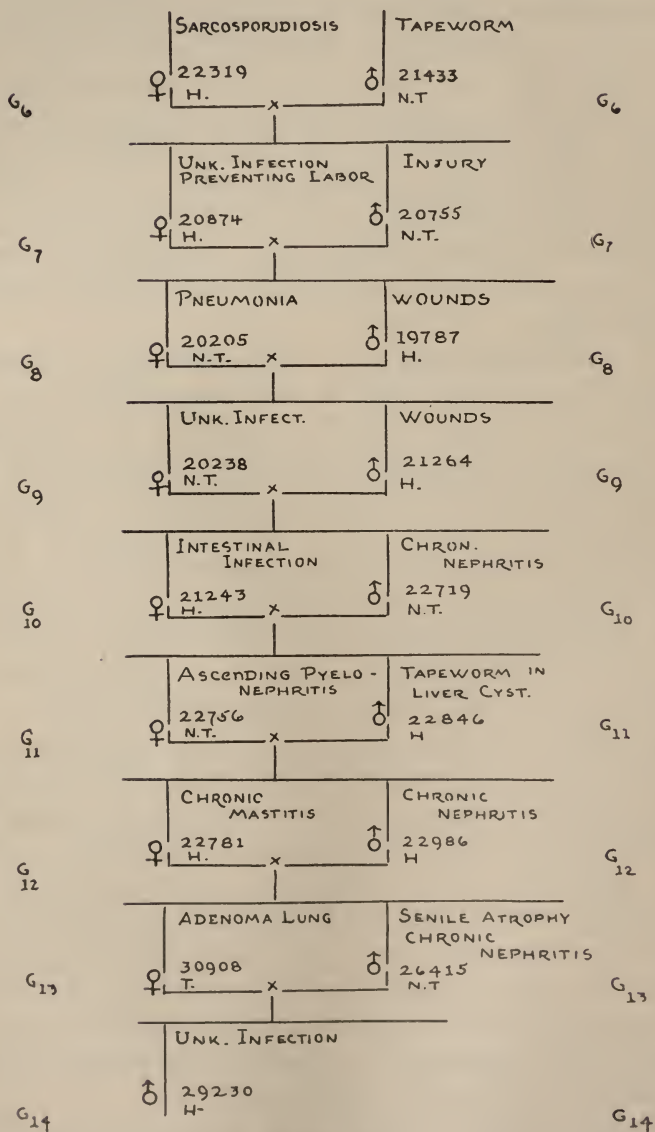 SARCOSPORIDIOSIS TAPEWORM
♀ 22319 ♂ 21433
G6 H. N.T G6
x
UNK. INFECTION INJURY
PREVENTING LABOR
♀ 20874 ♂ 20755
G7 H. N.T. G7
x
PNEUMONIA WOUNDS
♀ 20205 ♂ 19787
G8 N.T. H. G8
x
UNK. INFECT. WOUNDS
♀ 20238 ♂ 21264
G9 N.T. H. G9
x
INTESTINAL CHRON.
INFECTION NEPHRITIS
♀ 21243 ♂ 22719
G10 H. N.T. G10
x
ASCENDING PYELO- TAPEWORM IN
NEPHRITIS LIVER CYST.
♀ 22756 ♂ 22846
G11 N.T. H G11
x
CHRONIC CHRONIC
MASTITIS NEPHRITIS
♀ 22781 ♂ 22986
G12 H. H G12
x
ADENOMA LUNG SENILE ATROPHY
CHRONIC
NEPHRITIS
♀ 30908 ♂ 26415
G13 T. N.T G13
x
UNK. INFECTION
♂ 29230
H-
G14 G14